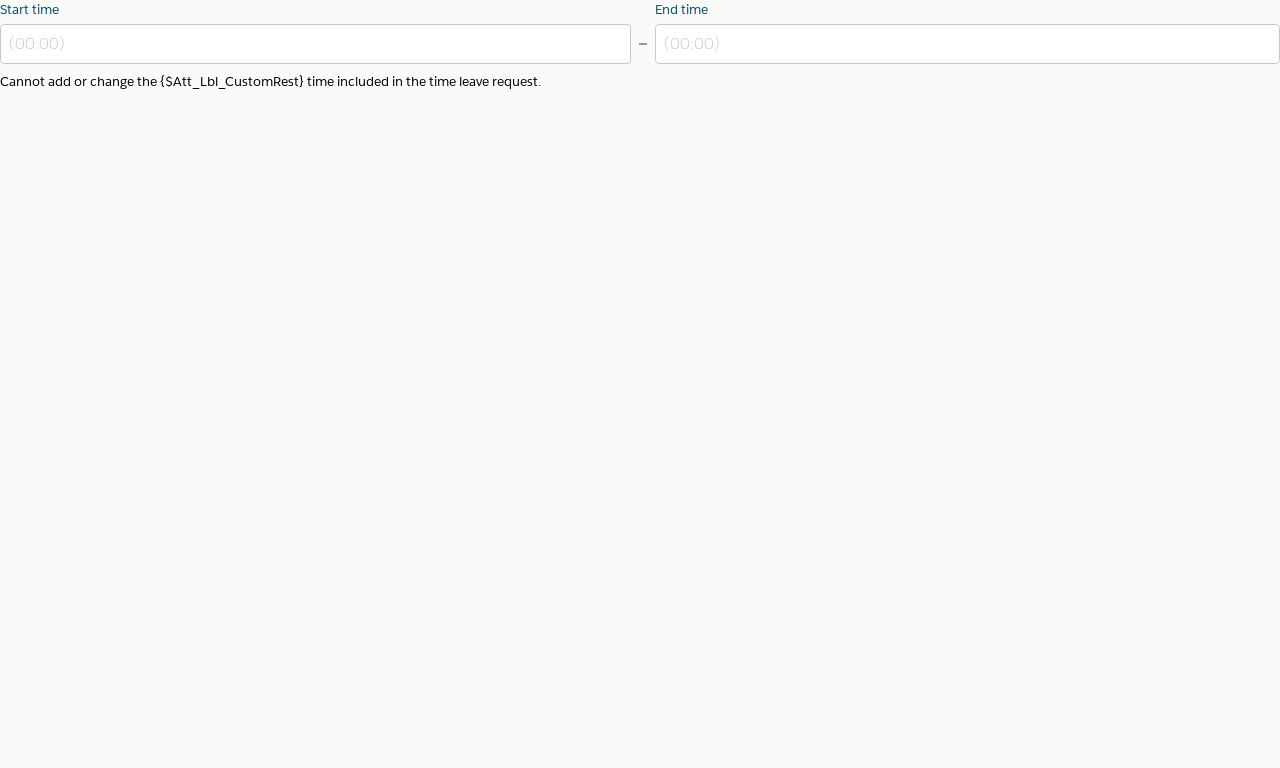 Start time
End time
(00:00)
–
(00:00)
Cannot add or change the {$Att_Lbl_CustomRest} time included in the time leave request.